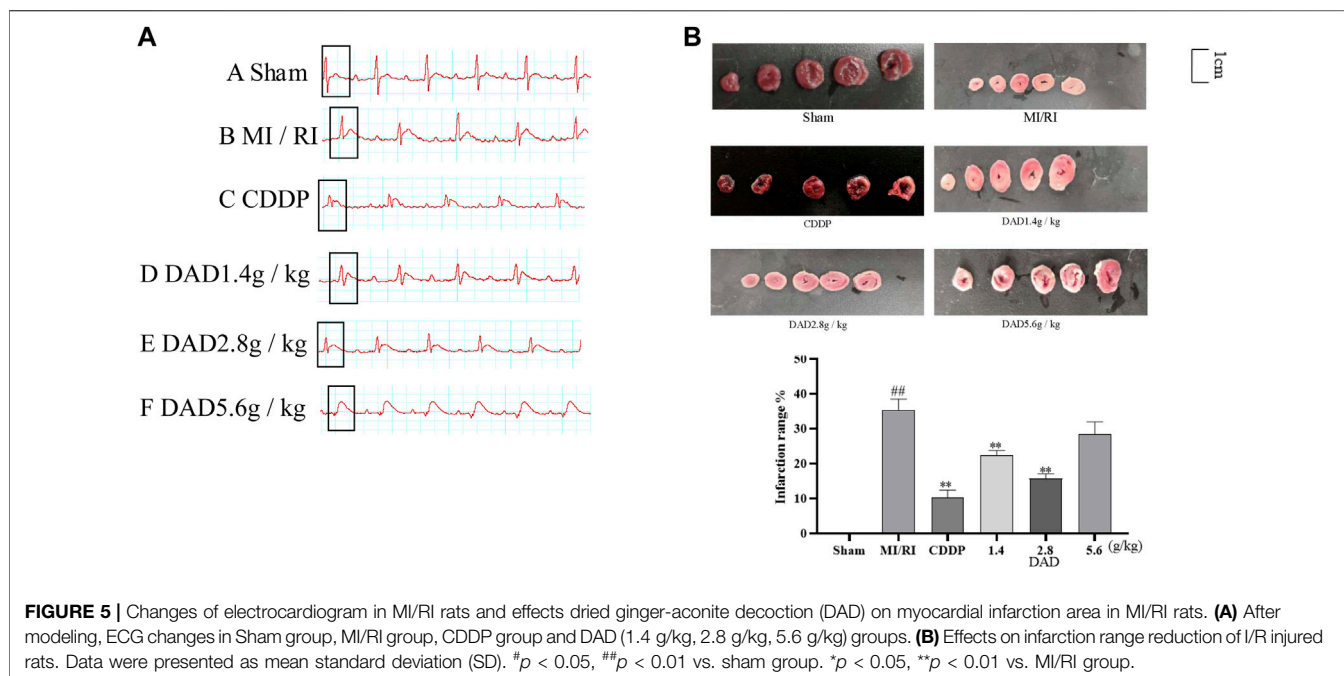 A
A Sham
B MI / RI
C CDDP
D DAD1.4g / kg
E DAD2.8g / kg
F DAD5.6g / kg
B
1cm
Sham
MI/RI
CDDP
DAD1.4g / kg
DAD2.8g / kg
DAD5.6g / kg
Infarction range %
50
40
30
20
10
0
##
**
**
**
Sham
MI/RI
CDDP
1.4
2.8
5.6
(g/kg)
DAD
FIGURE 5 | Changes of electrocardiogram in MI/RI rats and effects dried ginger-aconite decoction (DAD) on myocardial infarction area in MI/RI rats. (A) After
modeling, ECG changes in Sham group, MI/RI group, CDDP group and DAD (1.4 g/kg, 2.8 g/kg, 5.6 g/kg) groups. (B) Effects on infarction range reduction of I/R injured
rats. Data were presented as mean standard deviation (SD). #p < 0.05, ##p < 0.01 vs. sham group. *p < 0.05, **p < 0.01 vs. MI/RI group.